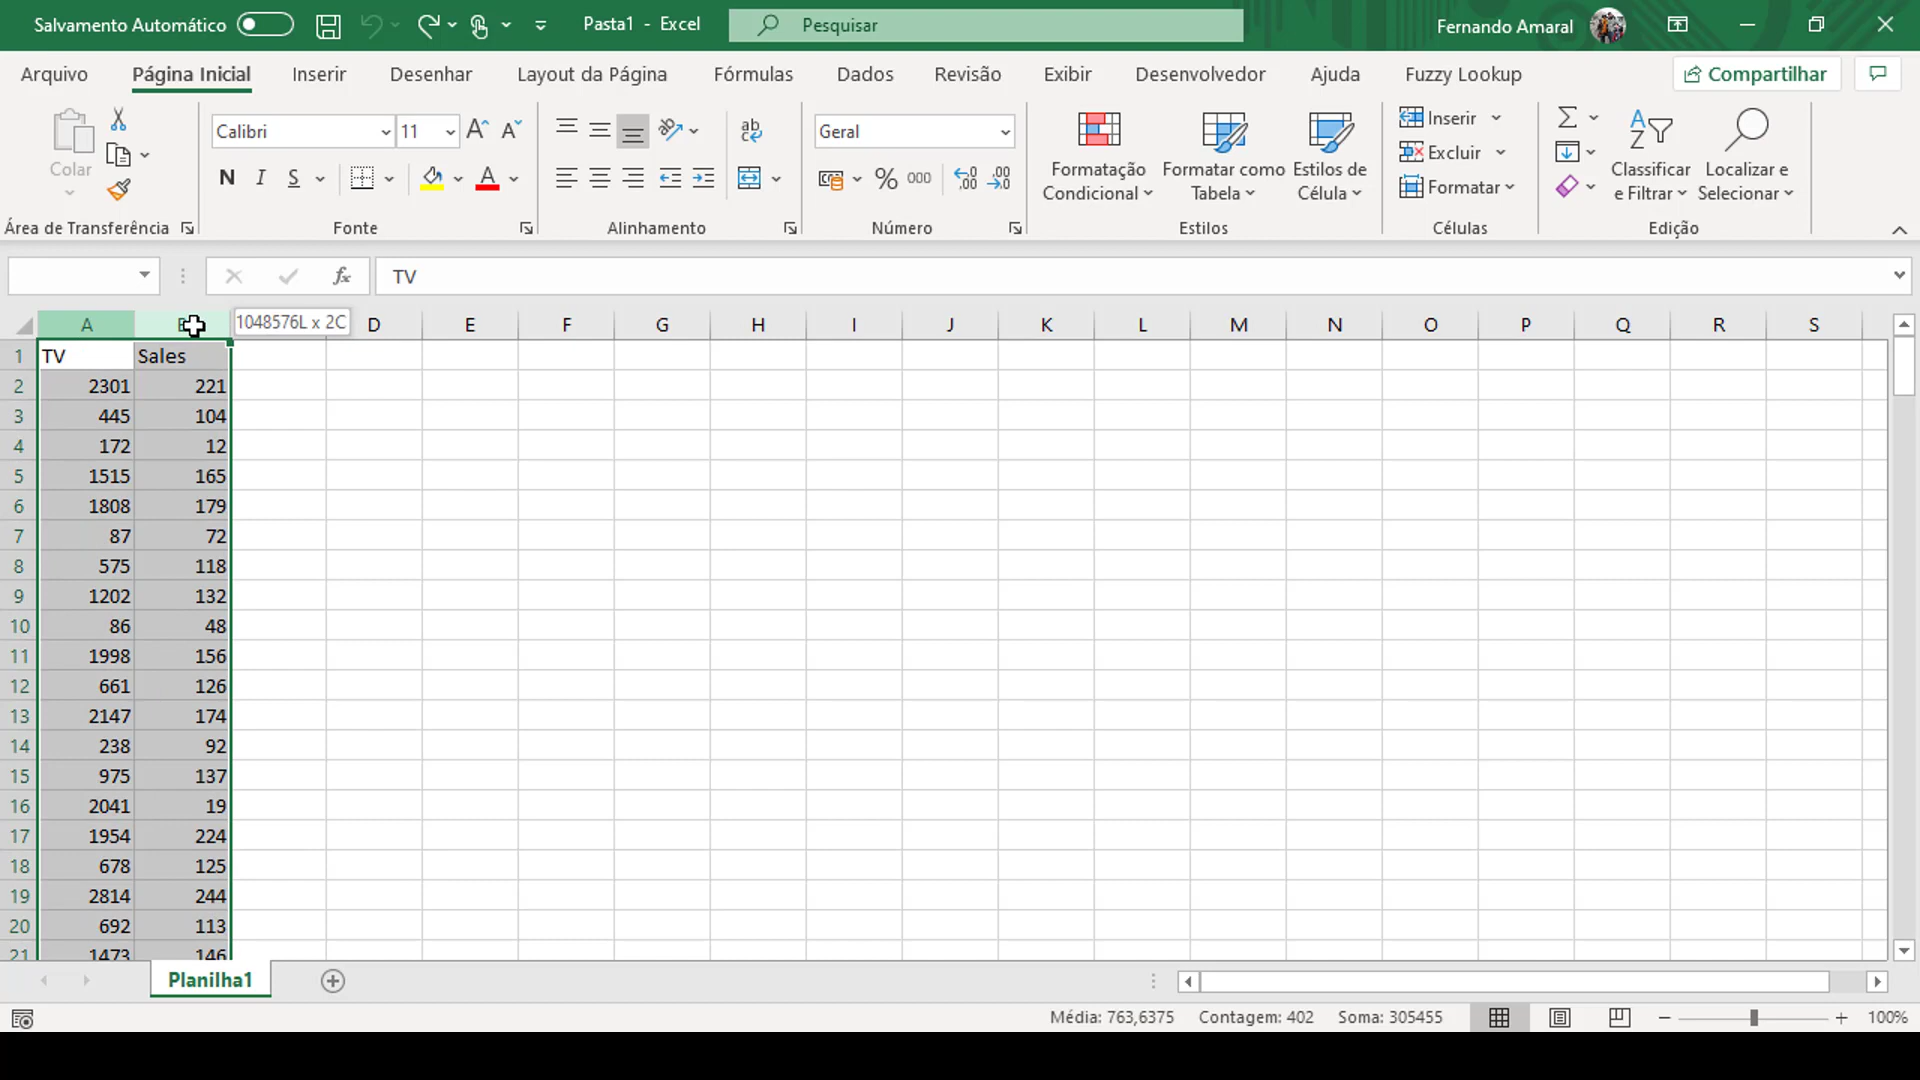 Salvamento Automático
Pasta1 - Excel
Pesquisar
Fernando Amaral
Arquivo Página Inicial Inserir Desenhar Layout da Página Fórmulas Dados Revisão Exibir Desenvolvedor Ajuda Fuzzy Lookup Compartilhar
Colar
Calibri 11
N I S
ab
Geral
% 000
Formatação Condicional
Formatar como Tabela
Estilos de Célula
Inserir
Excluir
Formatar
Classificar e Filtrar
Localizar e Selecionar
Área de Transferência Fonte Alinhamento Número Estilos Células Edição
fx TV
1048576L x 2C
A D E F G H I J K L M N O P Q R S
1 TV Sales
2 2301 221
3 445 104
4 172 12
5 1515 165
6 1808 179
7 87 72
8 575 118
9 1202 132
10 86 48
11 1998 156
12 661 126
13 2147 174
14 238 92
15 975 137
16 2041 19
17 1954 224
18 678 125
19 2814 244
20 692 113
21 1473 146
Planilha1
Média: 763,6375 Contagem: 402 Soma: 305455 100%